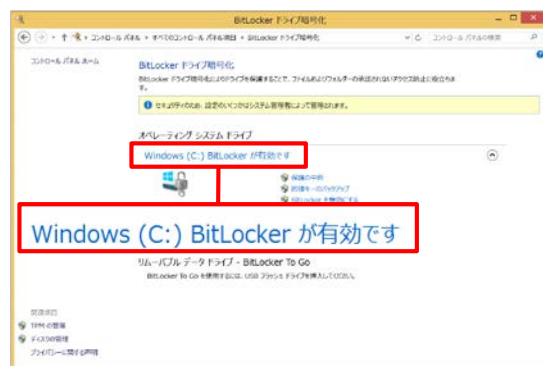 BitLocker ドライブ暗号化
コントロール パネル ▸ すべてのコントロール パネル項目 ▸ BitLocker ドライブ暗号化
コントロール パネルの検索
コントロール パネル ホーム
BitLocker ドライブ暗号化
BitLocker ドライブ暗号化によりドライブを保護することで、ファイルおよびフォルダーの承認されないアクセス防止に役立ちま
す。
セキュリティのため、設定のいくつかはシステム管理者によって管理されます。
オペレーティング システム ドライブ
Windows (C:) BitLocker が有効です
保護の中断
回復キーのバックアップ
BitLocker を無効にする
Windows (C:) BitLocker が有効です
リムーバブル データ ドライブ - BitLocker To Go
BitLocker To Go を使用するには、USB フラッシュ ドライブを挿入してください。
関連項目
TPM の管理
ディスクの管理
プライバシーに関する声明